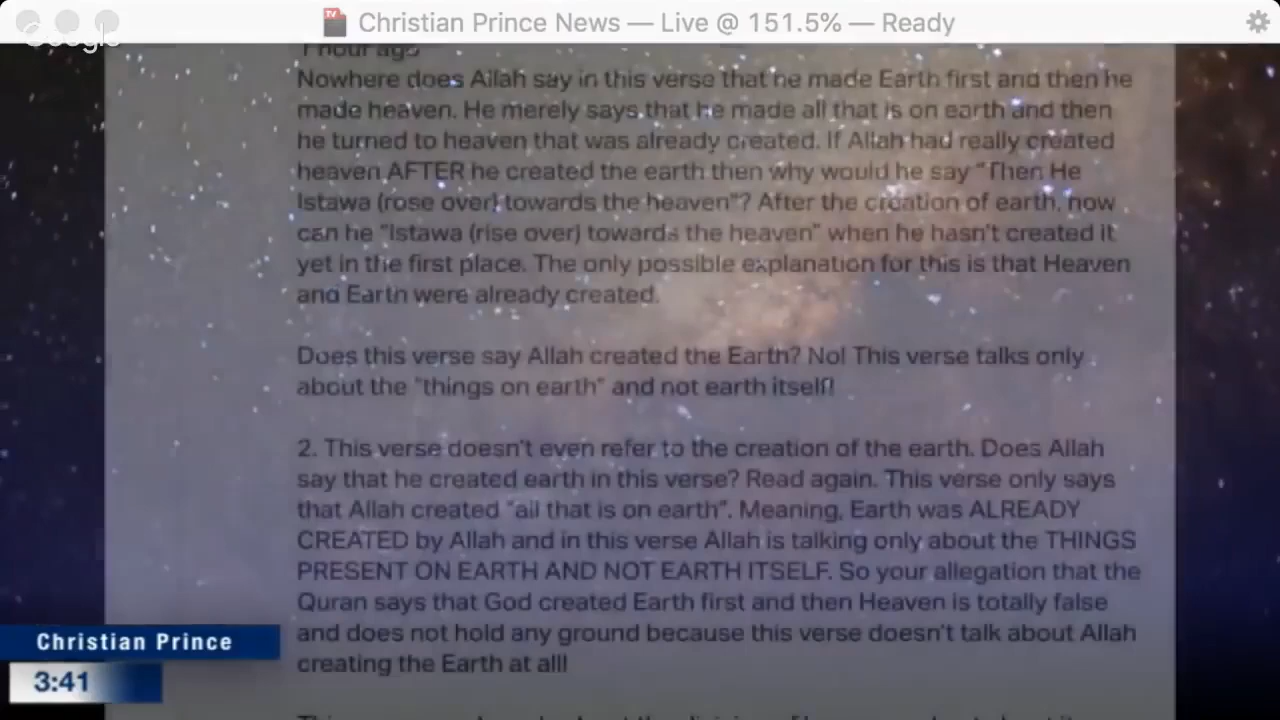 Christian Prince News — Live @ 151.5% — Ready
Google
1 hour ago
Nowhere does Allah say in this verse that he made Earth first and then he
made heaven. He merely says that he made all that is on earth and then
he turned to heaven that was already created. If Allah had really created
heaven AFTER he created the earth then why would he say "Then He
Istawa (rose over) towards the heaven"? After the creation of earth, how
can he "Istawa (rise over) towards the heaven" when he hasn't created it
yet in the first place. The only possible explanation for this is that Heaven
and Earth were already created.
Does this verse say Allah created the Earth? No! This verse talks only
about the "things on earth" and not earth itself!
2. This verse doesn't even refer to the creation of the earth. Does Allah
say that he created earth in this verse? Read again. This verse only says
that Allah created "all that is on earth". Meaning, Earth was ALREADY
CREATED by Allah and in this verse Allah is talking only about the THINGS
PRESENT ON EARTH AND NOT EARTH ITSELF. So your allegation that the
Quran says that God created Earth first and then Heaven is totally false
and does not hold any ground because this verse doesn't talk about Allah
creating the Earth at all!
Christian Prince
3:41